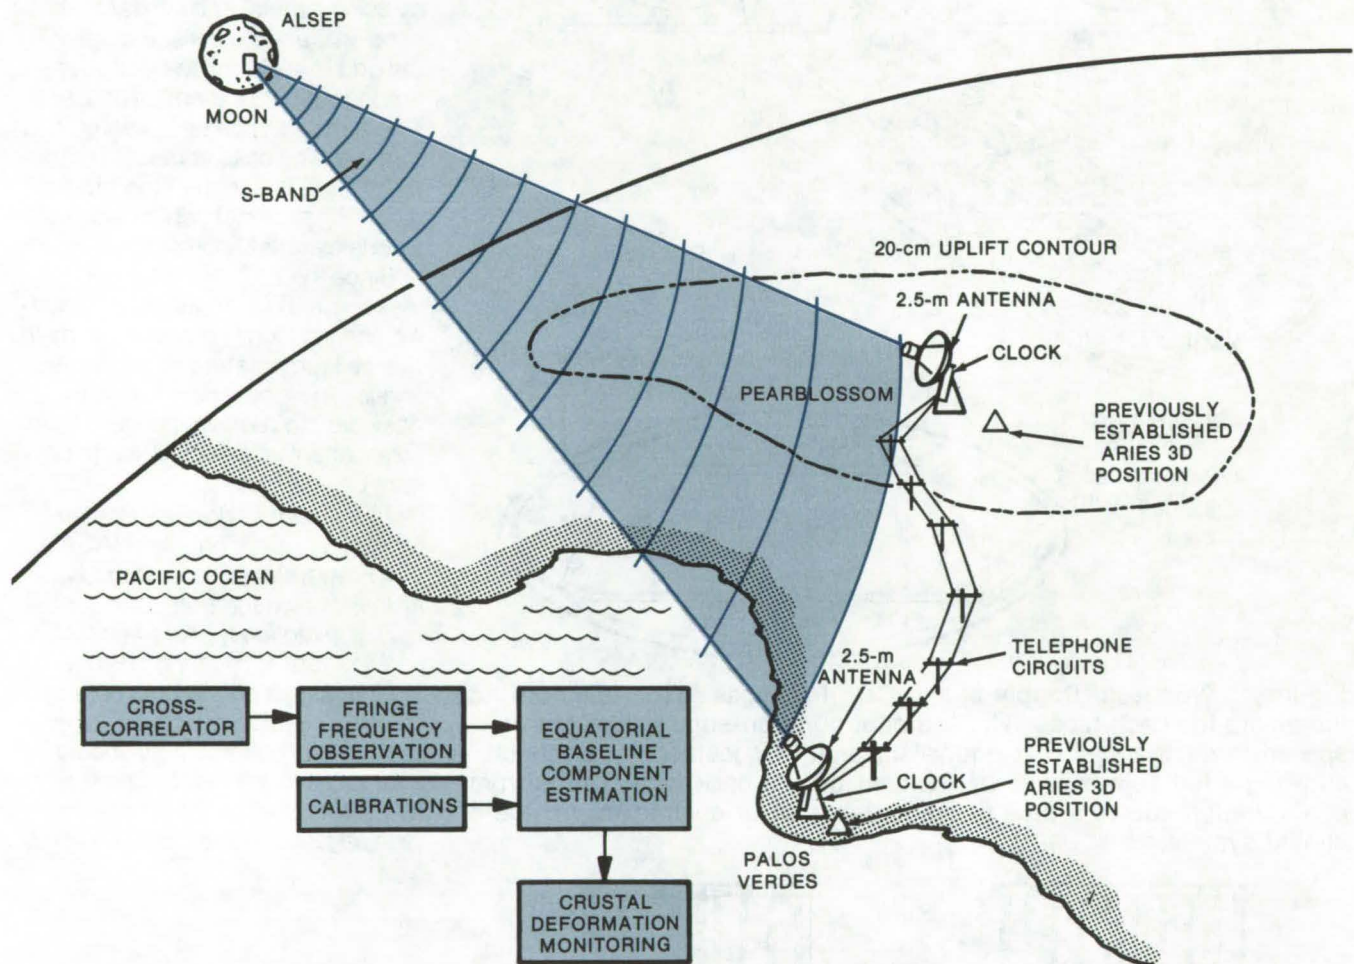 ALSEP
MOON
S-BAND
20-cm UPLIFT CONTOUR
2.5-m ANTENNA
CLOCK
PEARBLOSSOM
PREVIOUSLY
ESTABLISHED
ARIES 3D
POSITION
PACIFIC OCEAN
TELEPHONE
CIRCUITS
2.5-m
ANTENNA
CROSS-
CORRELATOR
FRINGE
FREQUENCY
OBSERVATION
EQUATORIAL
BASELINE
COMPONENT
ESTIMATION
CALIBRATIONS
CLOCK
PREVIOUSLY
ESTABLISHED
ARIES 3D
POSITION
PALOS
VERDES
CRUSTAL
DEFORMATION
MONITORING